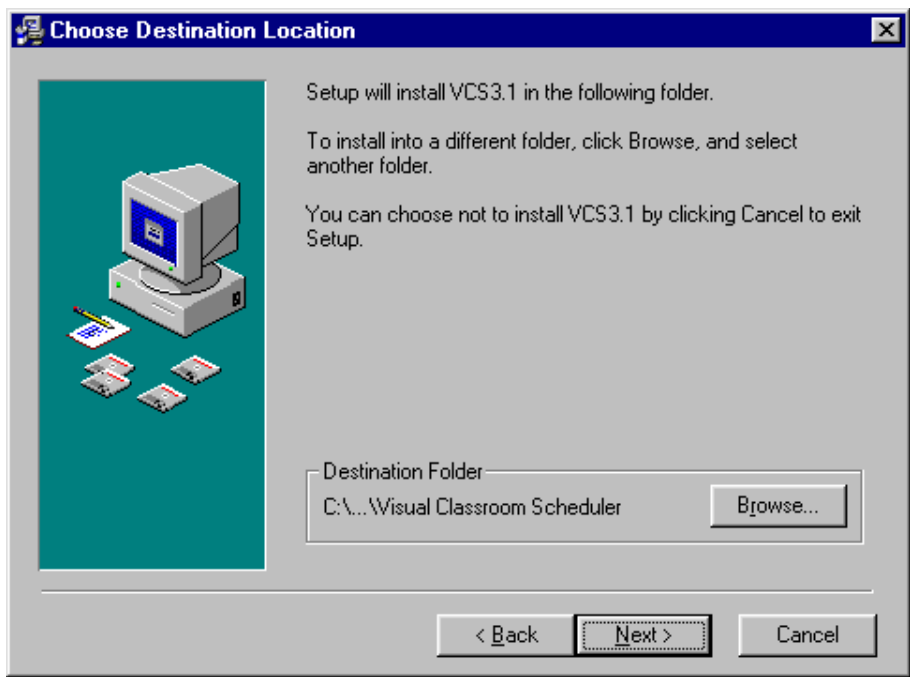 Choose Destination Location
Setup will install VCS3.1 in the following folder.
To install into a different folder, click Browse, and select
another folder.
You can choose not to install VCS3.1 by clicking Cancel to exit
Setup.
Destination Folder
C:\...\Visual Classroom Scheduler
Browse...
< Back
Next >
Cancel